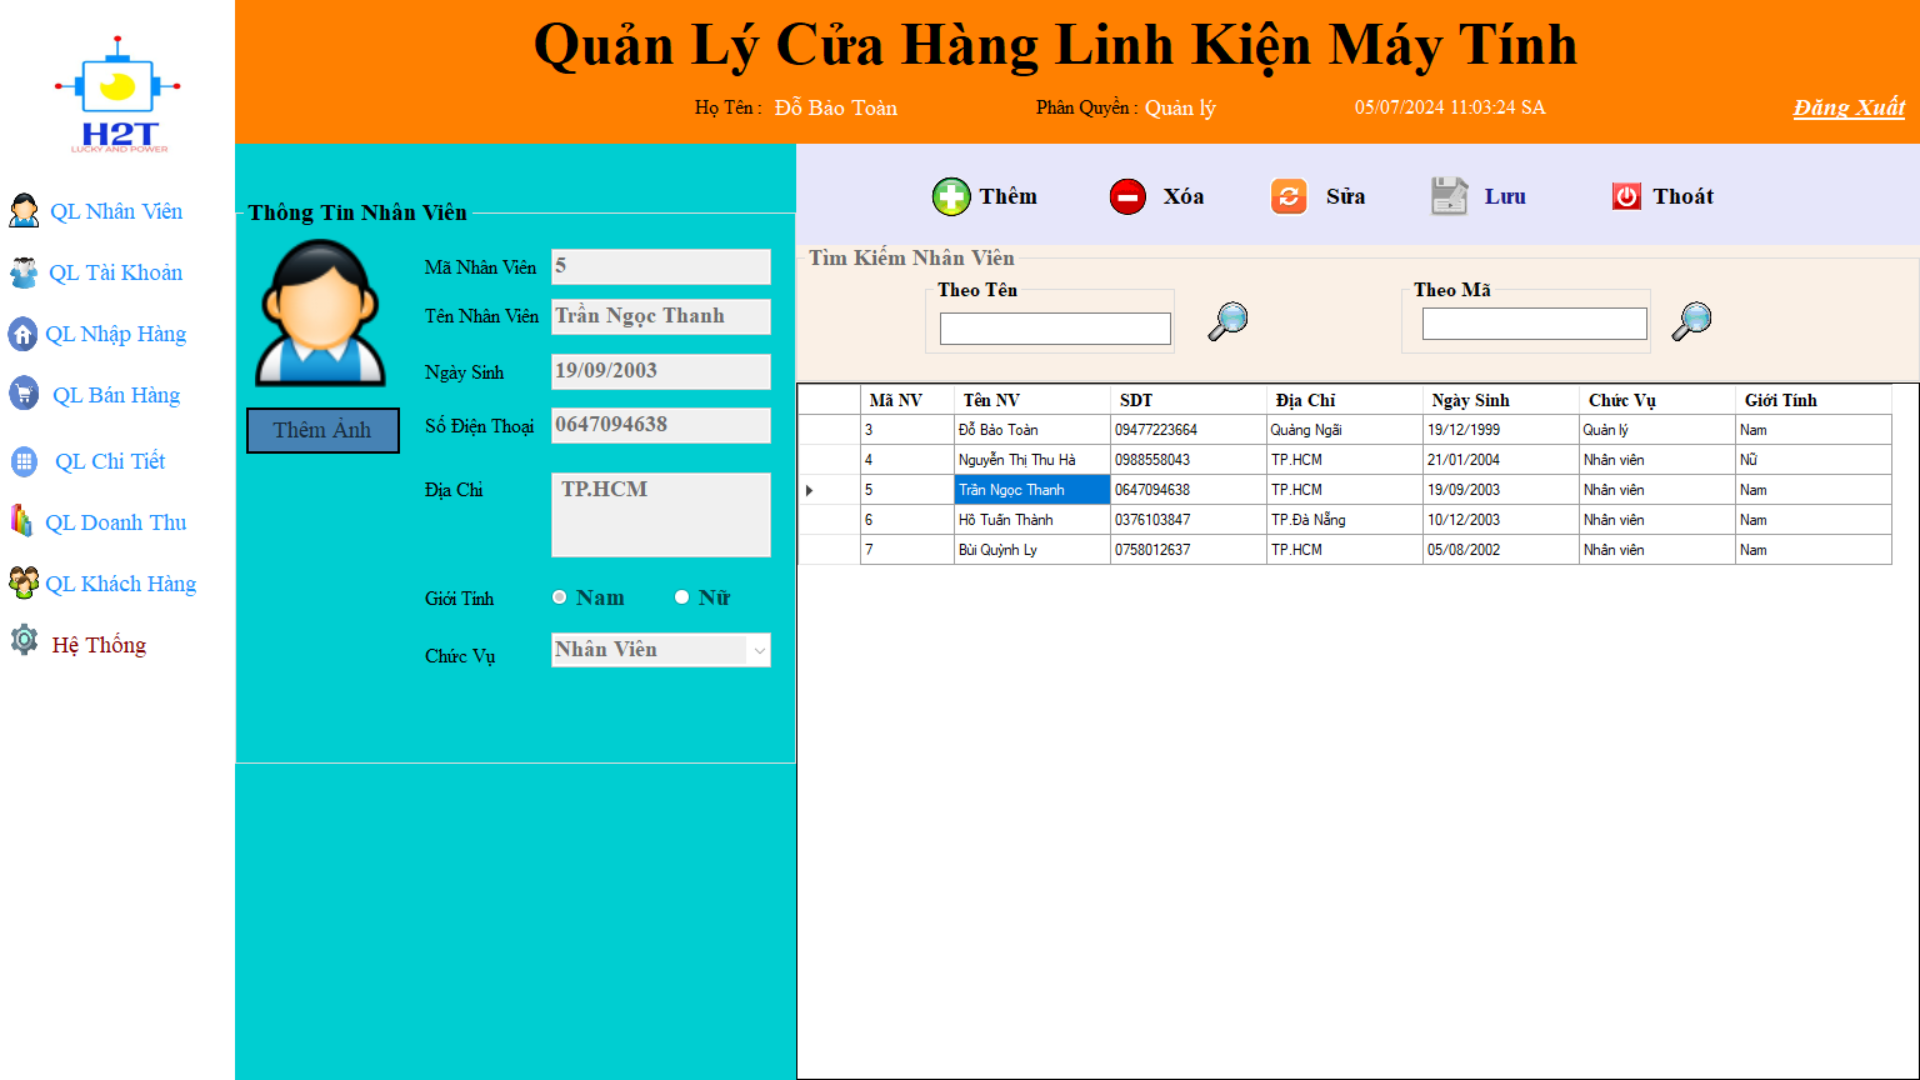 Quản Lý Cửa Hàng Linh Kiện Máy Tính
Họ Tên : Đỗ Bảo Toàn Phân Quyền : Quản lý 05/07/2024 11:03:24 SA Đăng Xuất
H2T
LUCKY AND POWER
QL Nhân Viên
QL Tài Khoản
QL Nhập Hàng
QL Bán Hàng
QL Chi Tiết
QL Doanh Thu
QL Khách Hàng
Hệ Thống
Thông Tin Nhân Viên
Thêm Ảnh
Mã Nhân Viên 5
Tên Nhân Viên Trần Ngọc Thanh
Ngày Sinh 19/09/2003
Số Điện Thoại 0647094638
Địa Chỉ TP.HCM
Giới Tính Nam Nữ
Chức Vụ Nhân Viên
Thêm Xóa Sửa Lưu Thoát
Tìm Kiếm Nhân Viên
Theo Tên Theo Mã
Mã NV Tên NV SDT Địa Chỉ Ngày Sinh Chức Vụ Giới Tính
3 Đỗ Bảo Toàn 09477223664 Quảng Ngãi 19/12/1999 Quản lý Nam
4 Nguyễn Thị Thu Hà 0988558043 TP.HCM 21/01/2004 Nhân viên Nữ
5 Trần Ngọc Thanh 0647094638 TP.HCM 19/09/2003 Nhân viên Nam
6 Hồ Tuấn Thành 0376103847 TP.Đà Nẵng 10/12/2003 Nhân viên Nam
7 Bùi Quỳnh Ly 0758012637 TP.HCM 05/08/2002 Nhân viên Nam